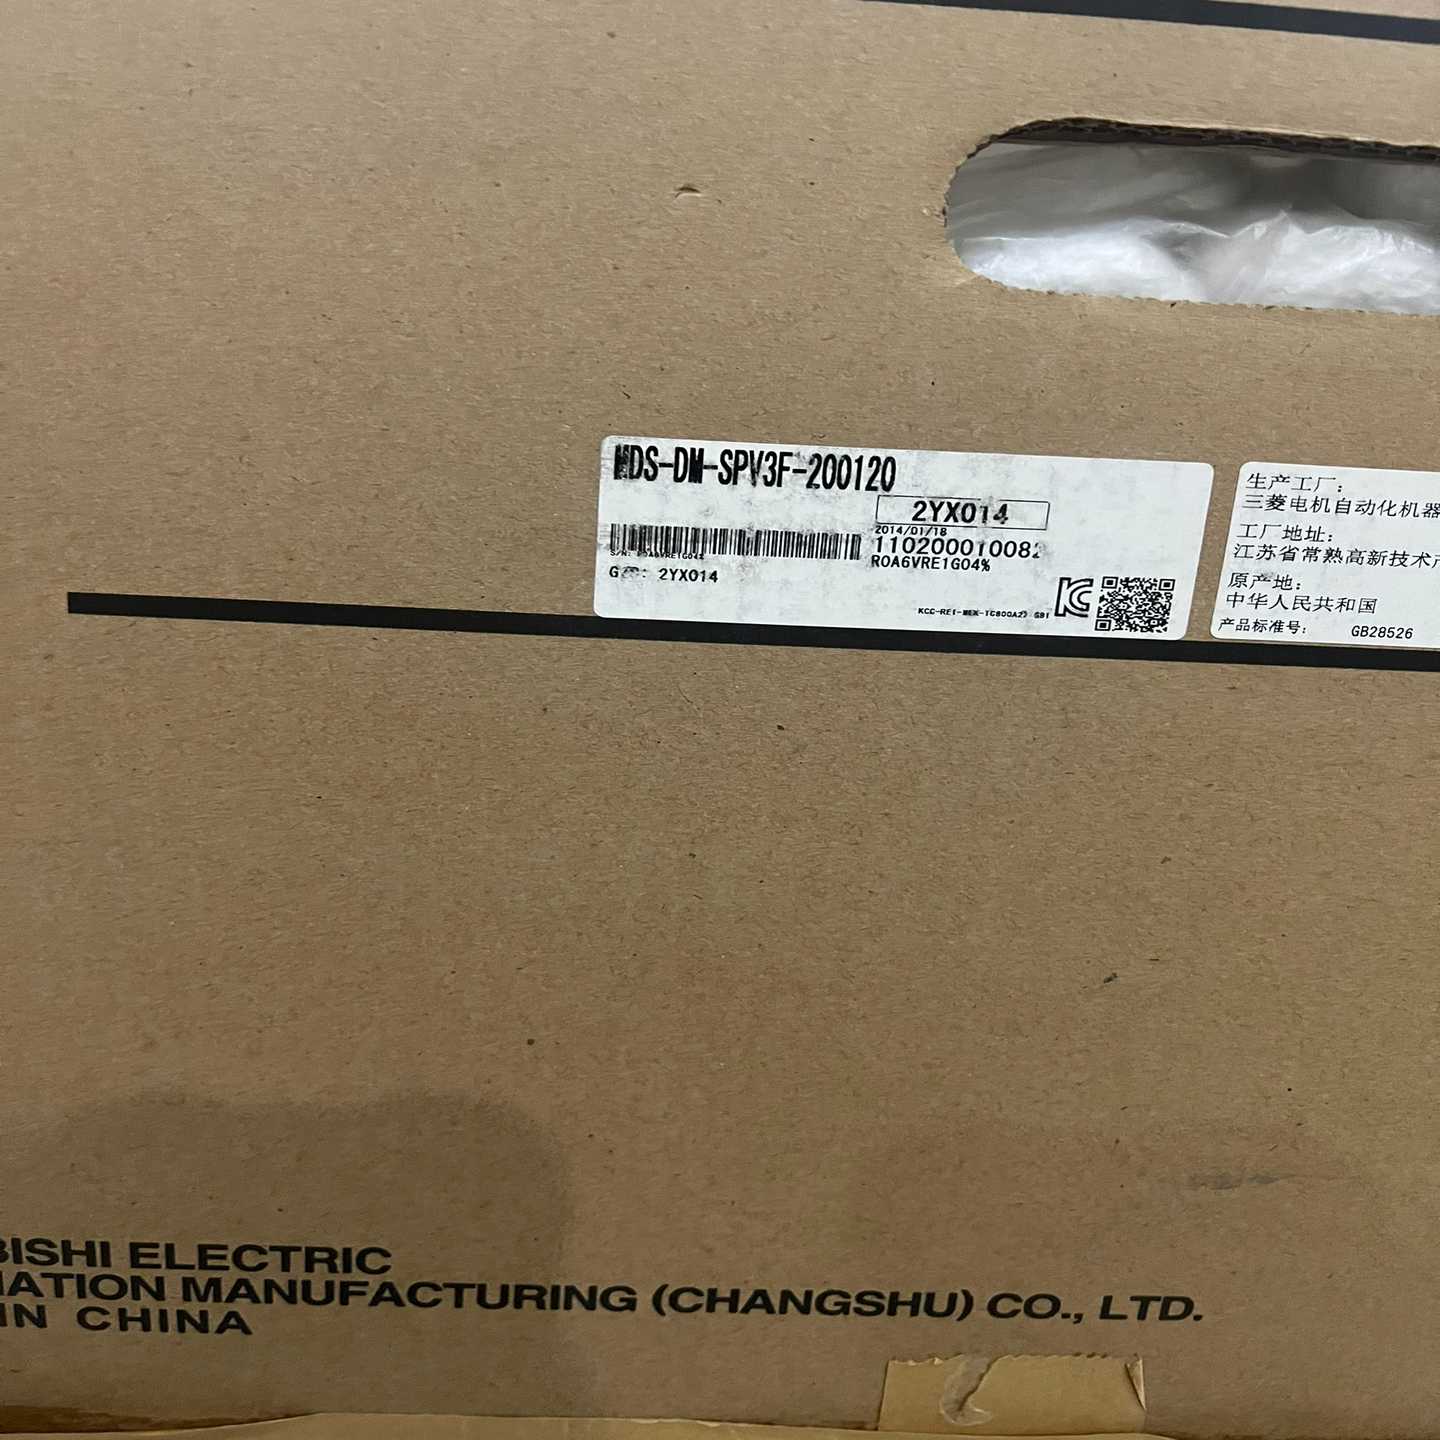 MDS-DM-SPV3F-200120
2YX014
2014/01/18
S/N: R0A6VRE1G04%
R0A6VRE1G04%
2YX014
生产工厂：
三菱电机自动化机器
工厂地址：
江苏省常熟高新技术
原产地：
中华人民共和国
产品标准号： GB28526
BISHI ELECTRIC
MATION MANUFACTURING (CHANGSHU) CO., LTD.
IN CHINA